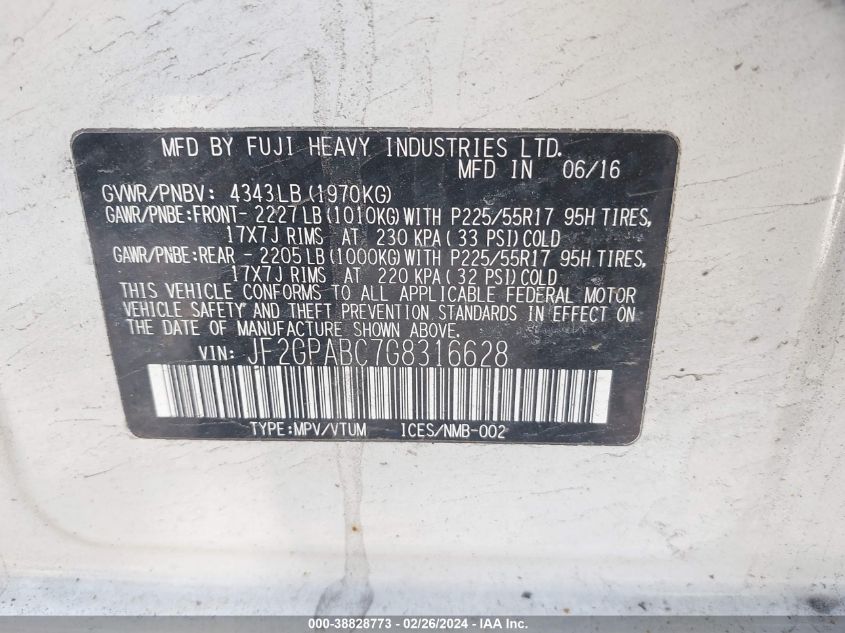 MFD BY FUJI HEAVY INDUSTRIES LTD.
MFD IN 06/16
GVWR/PNBV: 4343LB(1970KG)
GAWR/PNBE:FRONT- 2227LB(1010KG)WITH P225/55R17 95H TIRES,
17X7J RIMS AT 230 KPA(33 PSI)COLD
GAWR/PNBE:REAR - 2205LB(1000KG)WITH P225/55R17 95H TIRES,
17X7J RIMS AT 220 KPA(32 PSI)COLD
THIS VEHICLE CONFORMS TO ALL APPLICABLE FEDERAL MOTOR
VEHICLE SAFETY AND THEFT PREVENTION STANDARDS IN EFFECT ON
THE DATE OF MANUFACTURE SHOWN ABOVE.
VIN: JF2GPABC7G8316628
TYPE:MPV/VTUM ICES/NMB-002
000-38828773 - 02/26/2024 - IAA Inc.